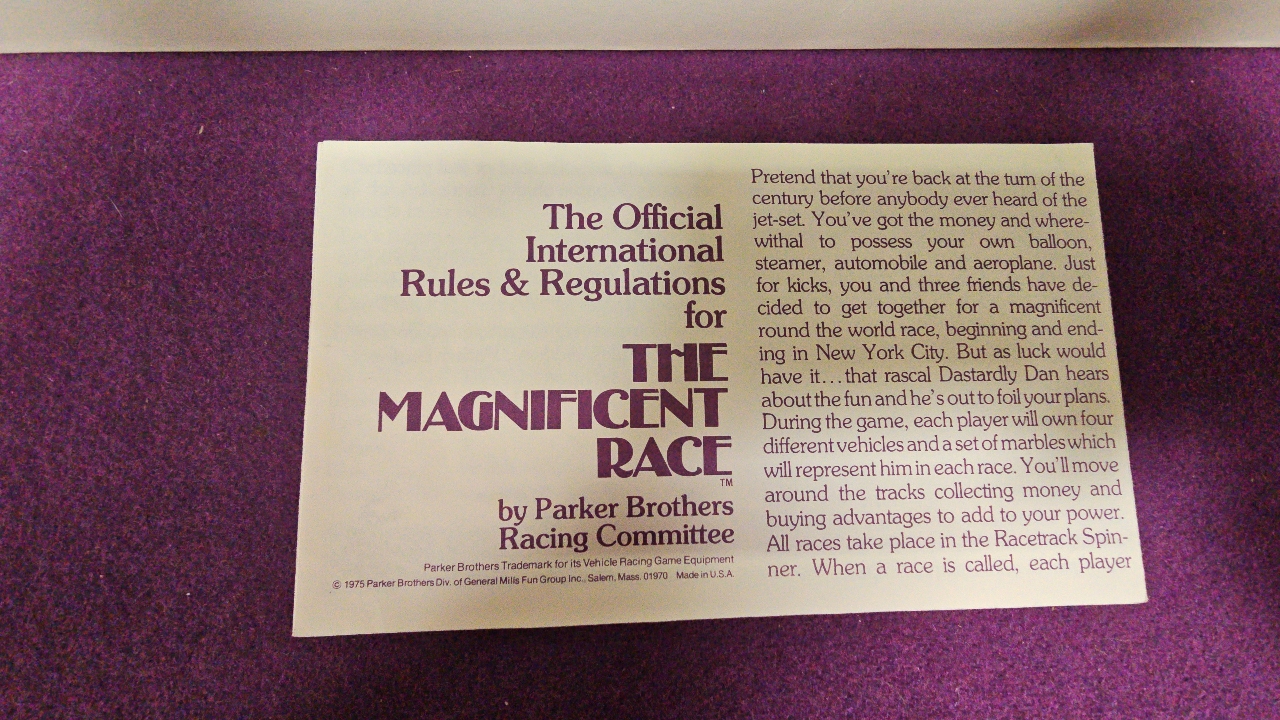 The Official
International
Rules & Regulations
for
THE
MAGNIFICENT
RACE
TM
by Parker Brothers
Racing Committee
Parker Brothers Trademark for its Vehicle Racing Game Equipment
© 1975 Parker Brothers Div. of General Mills Fun Group Inc., Salem, Mass. 01970 Made in U.S.A.
Pretend that you're back at the turn of the
century before anybody ever heard of the
jet-set. You've got the money and where-
withal to possess your own balloon,
steamer, automobile and aeroplane. Just
for kicks, you and three friends have de-
cided to get together for a magnificent
round the world race, beginning and end-
ing in New York City. But as luck would
have it...that rascal Dastardly Dan hears
about the fun and he's out to foil your plans.
During the game, each player will own four
different vehicles and a set of marbles which
will represent him in each race. You'll move
around the tracks collecting money and
buying advantages to add to your power.
All races take place in the Racetrack Spin-
ner. When a race is called, each player